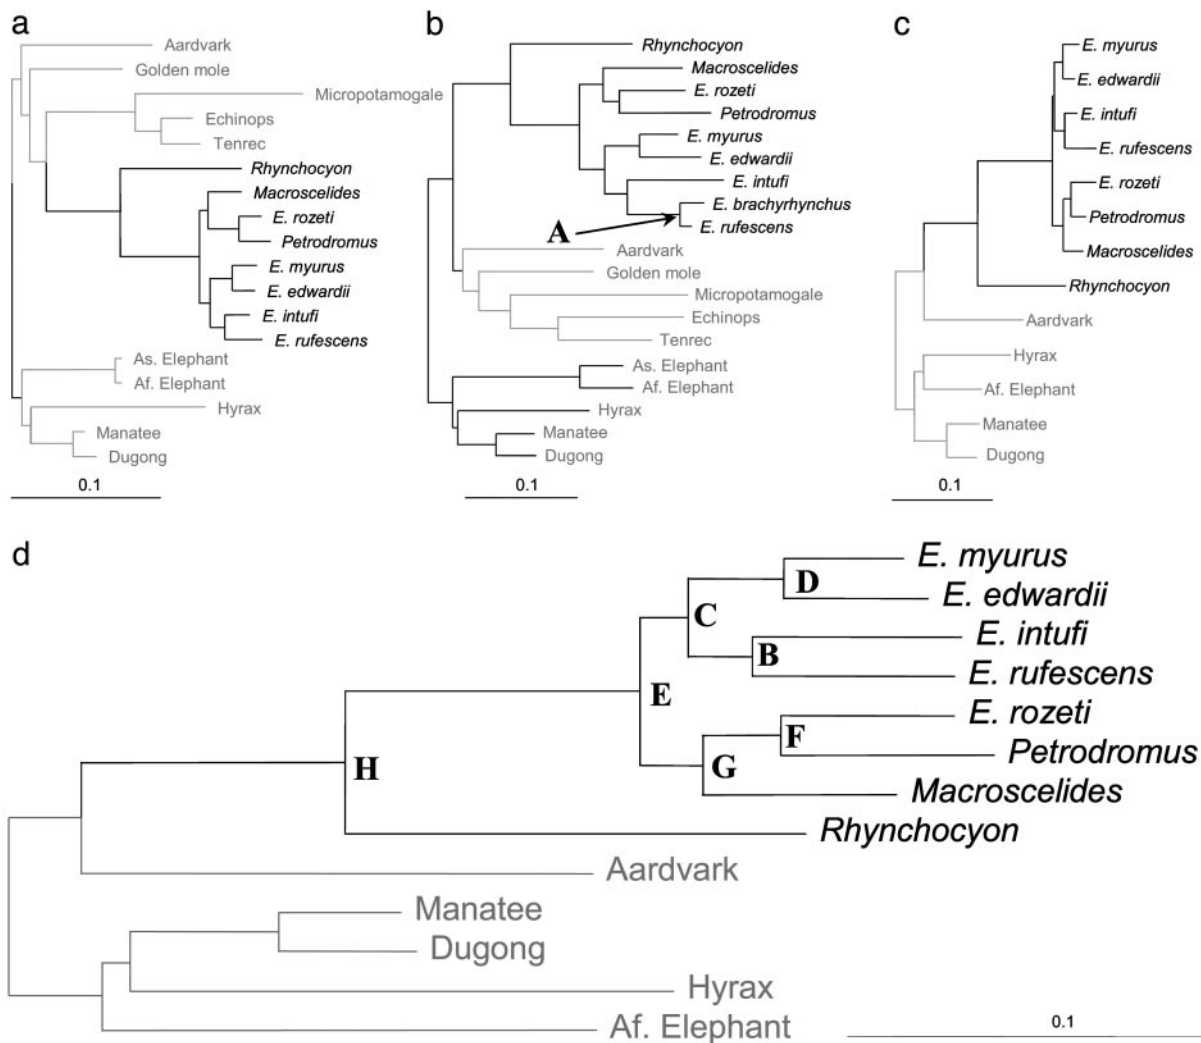 a
Aardvark
Golden mole
Micropotamogale
Echinops
Tenrec
Rhynchocyon
Macroscelides
E. rozeti
Petrodromus
E. myurus
E. edwardii
E. intufi
E. rufescens
As. Elephant
Af. Elephant
Hyrax
Manatee
Dugong
0.1
b
Rhynchocyon
Macroscelides
E. rozeti
Petrodromus
E. myurus
E. edwardii
E. intufi
E. brachyrhynchus
E. rufescens
A
Aardvark
Golden mole
Micropotamogale
Echinops
Tenrec
As. Elephant
Af. Elephant
Hyrax
Manatee
Dugong
0.1
c
E. myurus
E. edwardii
E. intufi
E. rufescens
E. rozeti
Petrodromus
Macroscelides
Rhynchocyon
Aardvark
Hyrax
Af. Elephant
Manatee
Dugong
0.1
d
E. myurus
D
E. edwardii
C
E. intufi
B
E. rufescens
E
E. rozeti
F
Petrodromus
G
H
Macroscelides
Rhynchocyon
Aardvark
Manatee
Dugong
Hyrax
Af. Elephant
0.1